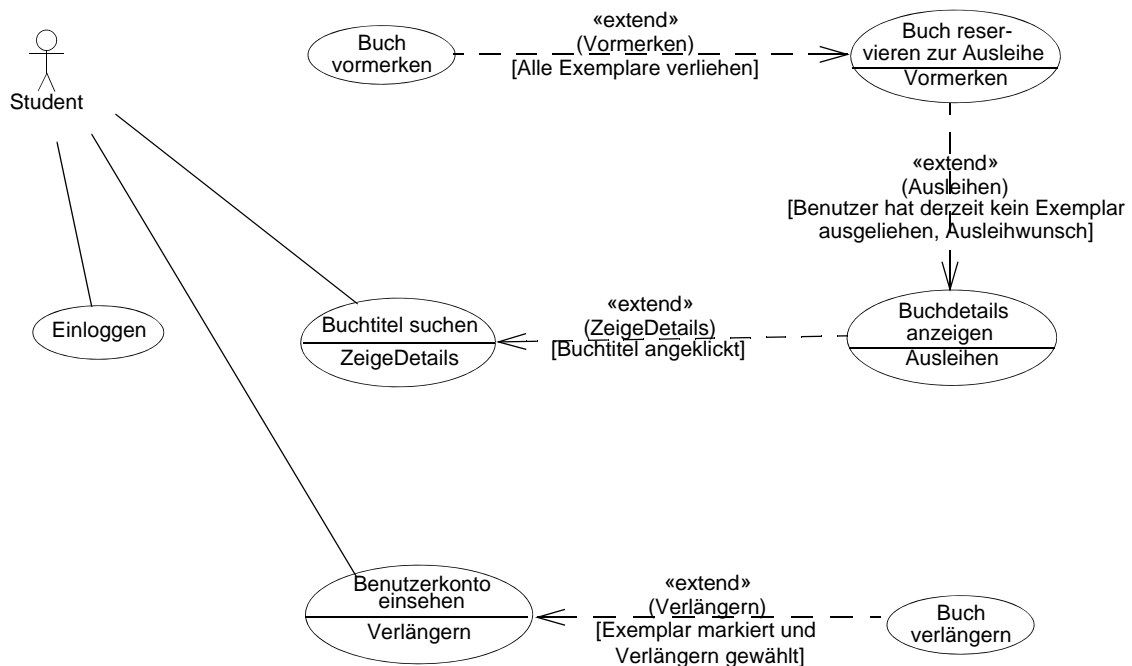 Student
Buch
vormerken
«extend»
(Vormerken)
[Alle Exemplare verliehen]
Buch reser-
vieren zur Ausleihe
Vormerken
«extend»
(Ausleihen)
[Benutzer hat derzeit kein Exemplar
ausgeliehen, Ausleihwunsch]
Einloggen
Buchtitel suchen
ZeigeDetails
«extend»
(ZeigeDetails)
[Buchtitel angeklickt]
Buchdetails
anzeigen
Ausleihen
Benutzerkonto
einsehen
Verlängern
«extend»
(Verlängern)
[Exemplar markiert und
Verlängern gewählt]
Buch
verlängern